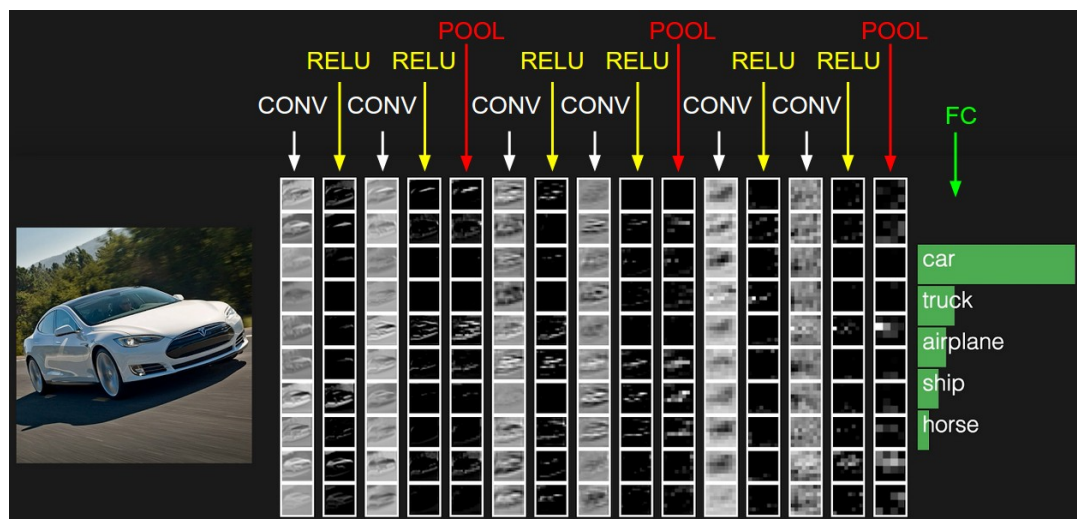 POOL POOL POOL
RELU RELU RELU RELU RELU RELU
CONV CONV CONV CONV CONV CONV
FC
car
truck
airplane
ship
horse